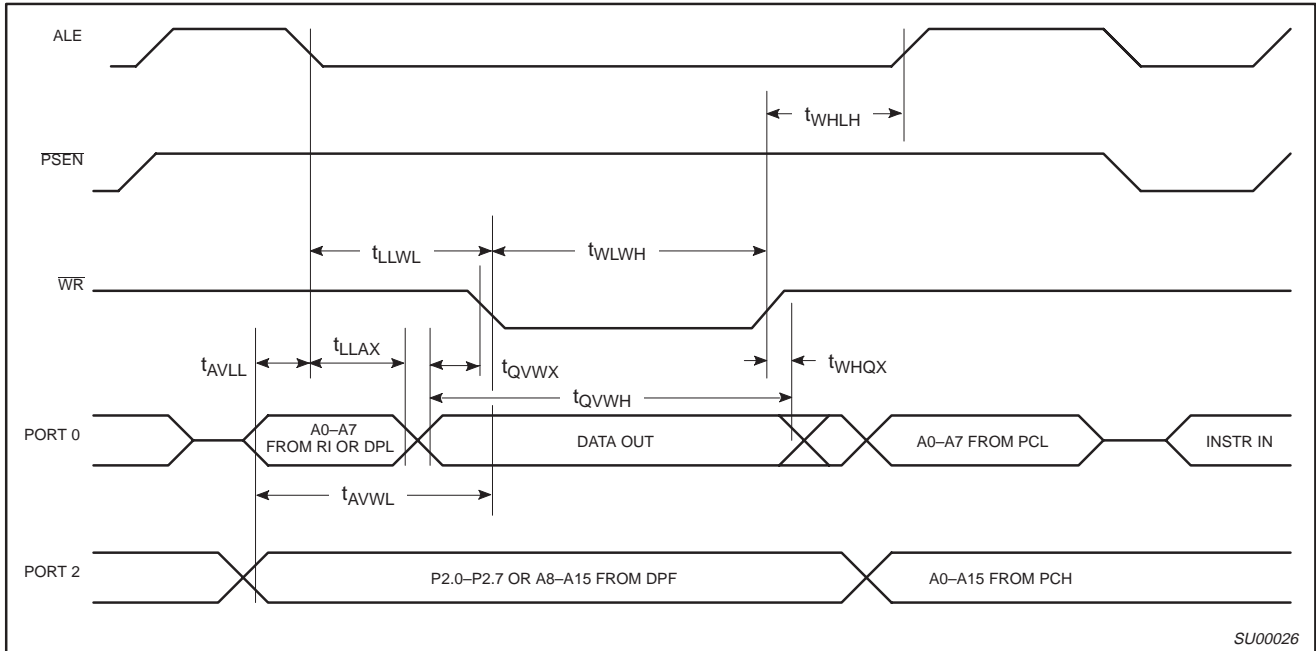 ALE
tWHLH
PSEN
tLLWL
tWLWH
WR
tAVLL
tLLAX
tQVWX
tWHQX
tQVWH
PORT 0
A0–A7
FROM RI OR DPL
DATA OUT
A0–A7 FROM PCL
INSTR IN
tAVWL
PORT 2
P2.0–P2.7 OR A8–A15 FROM DPF
A0–A15 FROM PCH
SU00026